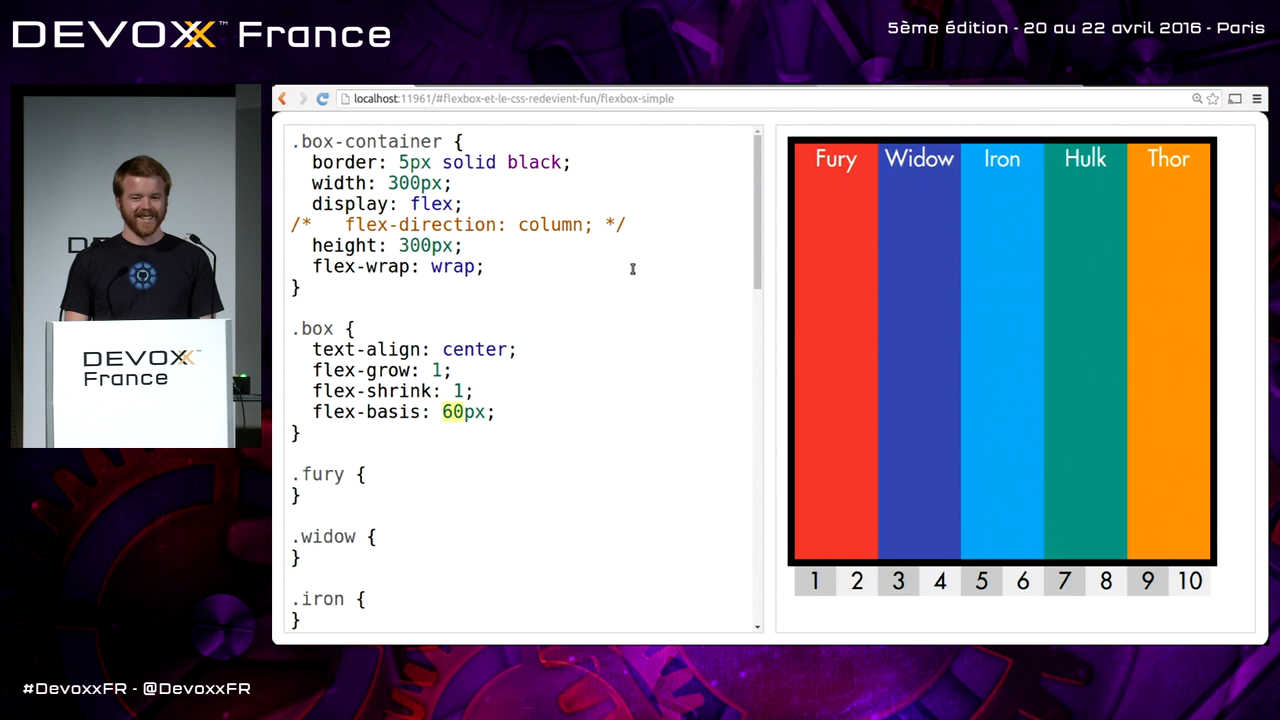 DEVOXX™ France
5ème édition - 20 au 22 avril 2016 - Paris
localhost:11961/#flexbox-et-le-css-redevient-fun/flexbox-simple
.box-container {
border: 5px solid black;
width: 300px;
display: flex;
/* flex-direction: column; */
height: 300px;
flex-wrap: wrap;
}
.box {
text-align: center;
flex-grow: 1;
flex-shrink: 1;
flex-basis: 60px;
}
.fury {
}
.widow {
}
.iron {
}
Fury Widow Iron Hulk Thor
1 2 3 4 5 6 7 8 9 10
DEVOXX™
France
#DevoxxFR - @DevoxxFR